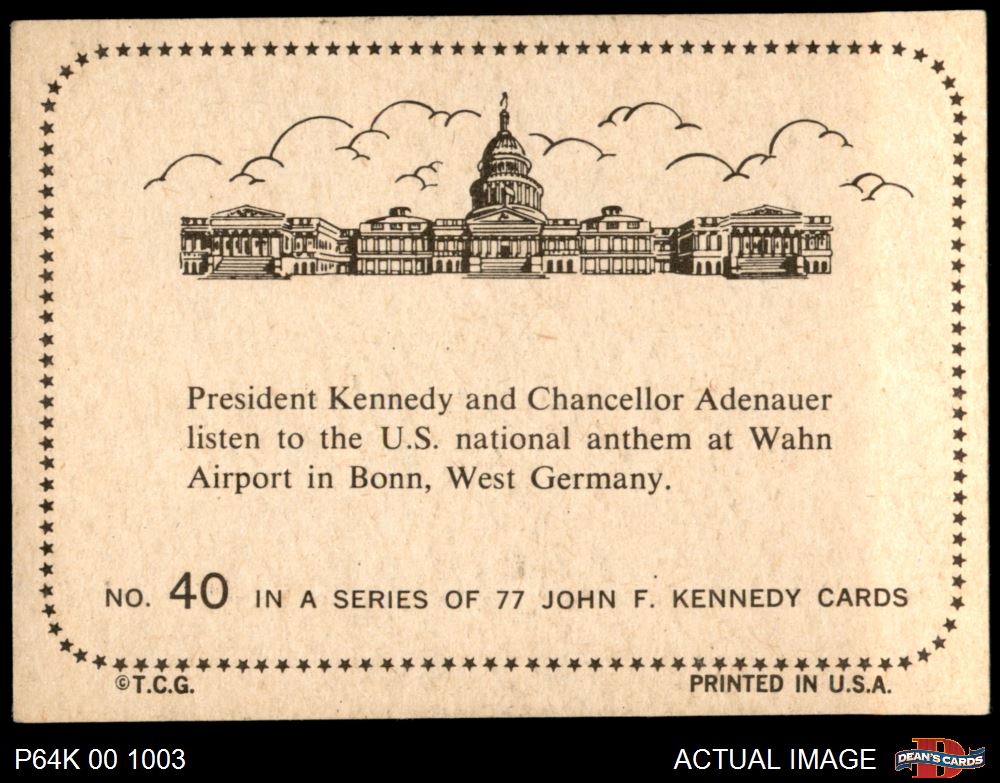 President Kennedy and Chancellor Adenauer
listen to the U.S. national anthem at Wahn
Airport in Bonn, West Germany.
NO. 40 IN A SERIES OF 77 JOHN F. KENNEDY CARDS
©T.C.G. PRINTED IN U.S.A.
P64K 00 1003 ACTUAL IMAGE DEAN'S CARDS